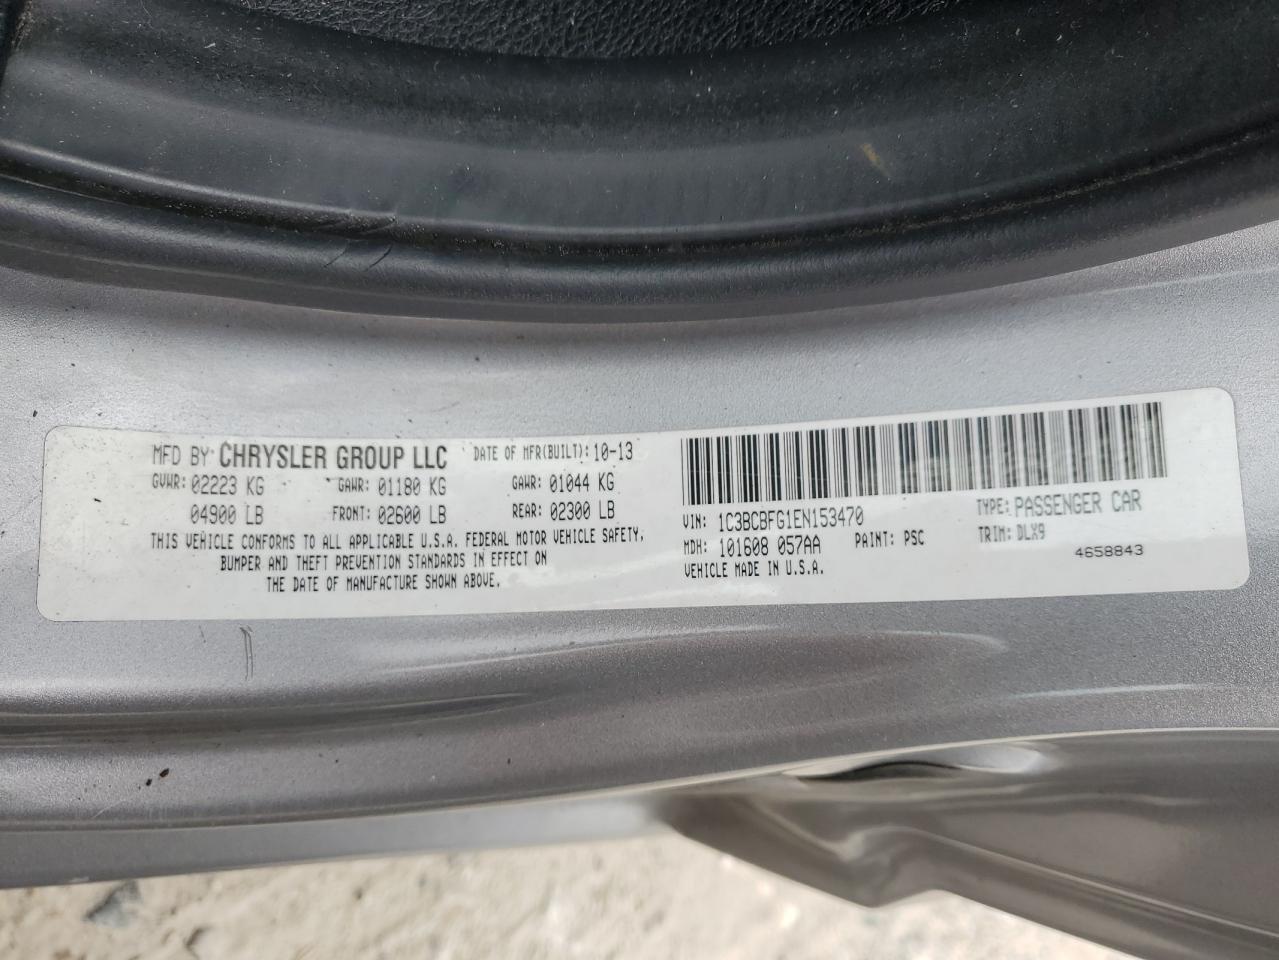 MFD BY: CHRYSLER GROUP LLC DATE OF MFR(BUILT): 10-13
GVWR: 02223 KG GAWR: 01180 KG GAWR: 01044 KG
04900 LB FRONT: 02600 LB REAR: 02300 LB
THIS VEHICLE CONFORMS TO ALL APPLICABLE U.S.A. FEDERAL MOTOR VEHICLE SAFETY,
BUMPER AND THEFT PREVENTION STANDARDS IN EFFECT ON
THE DATE OF MANUFACTURE SHOWN ABOVE.
VIN: 1C3BCBFG1EN153470 TYPE: PASSENGER CAR
MDH: 101608 057AA PAINT: PSC TRIM: DLX9
VEHICLE MADE IN U.S.A. 4658843